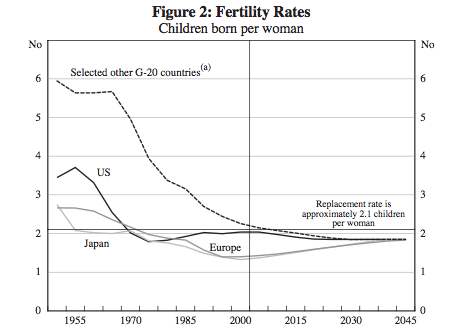 Figure 2: Fertility Rates
Children born per woman
No
No
Selected other G-20 countries(a)
6
6
5
5
4
4
US
3
3
Replacement rate is
approximately 2.1 children
per woman
2
2
Japan
Europe
1
1
0
0
1955
1970
1985
2000
2015
2030
2045